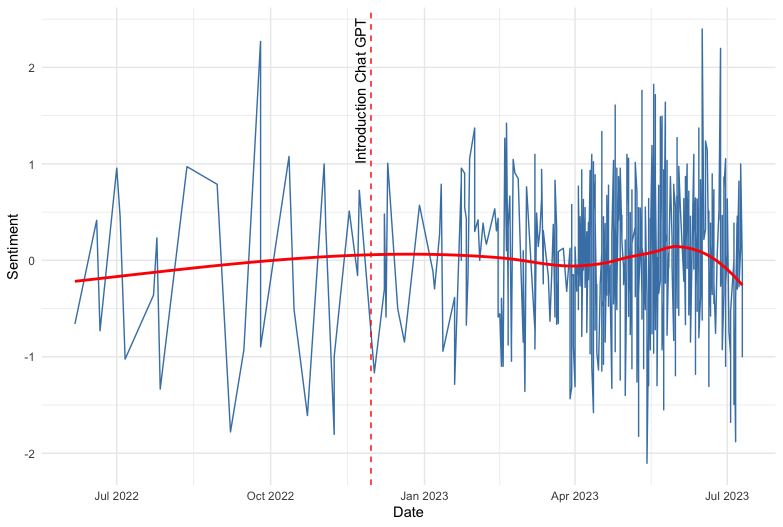 Introduction Chat GPT
Sentiment
2
1
0
-1
-2
Jul 2022
Oct 2022
Jan 2023
Apr 2023
Jul 2023
Date